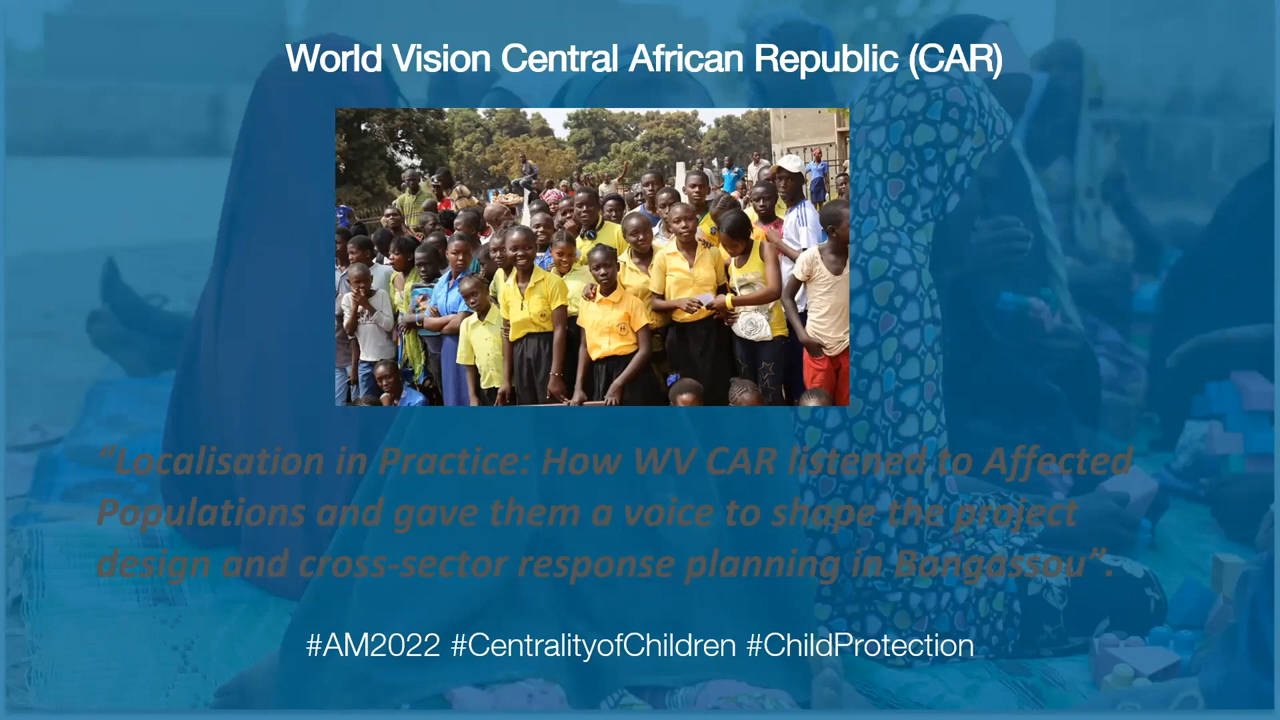 World Vision Central African Republic (CAR)
“Localisation in Practice: How WV CAR listened to Affected
Populations and gave them a voice to shape the project
design and cross-sector response planning in Bangassou”.
#AM2022 #CentralityofChildren #ChildProtection